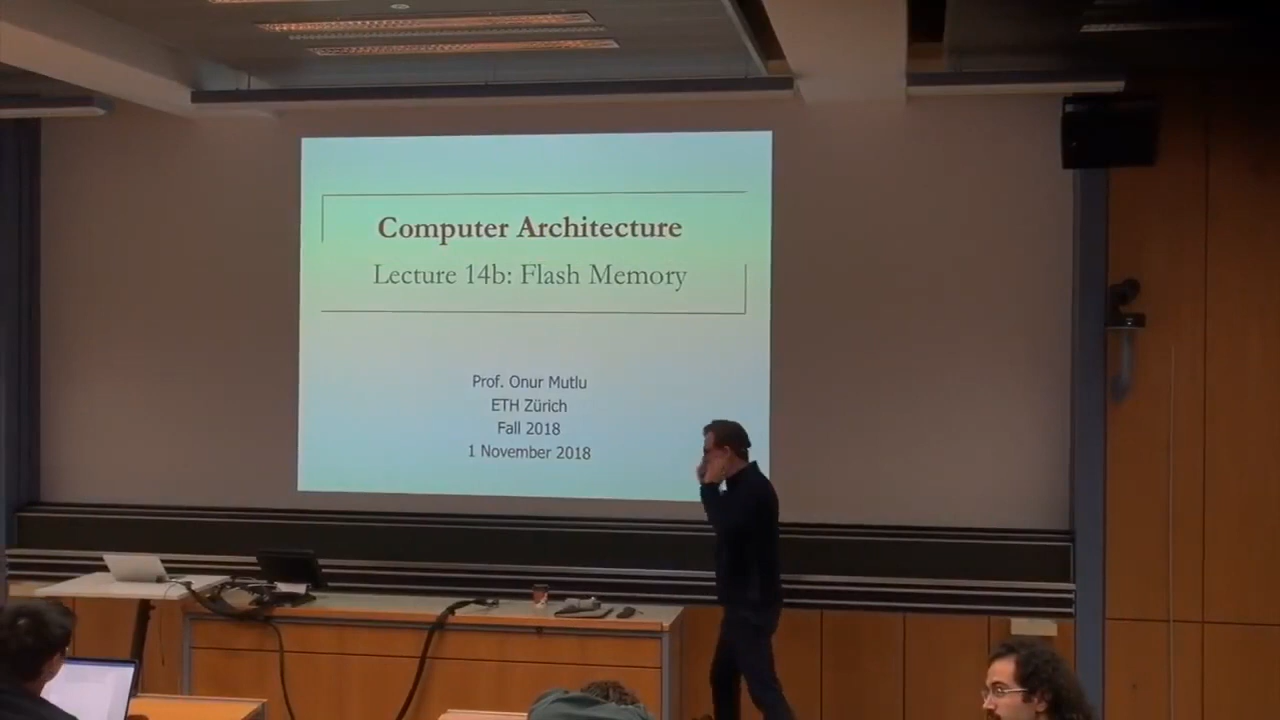 Computer Architecture
Lecture 14b: Flash Memory
Prof. Onur Mutlu
ETH Zürich
Fall 2018
1 November 2018